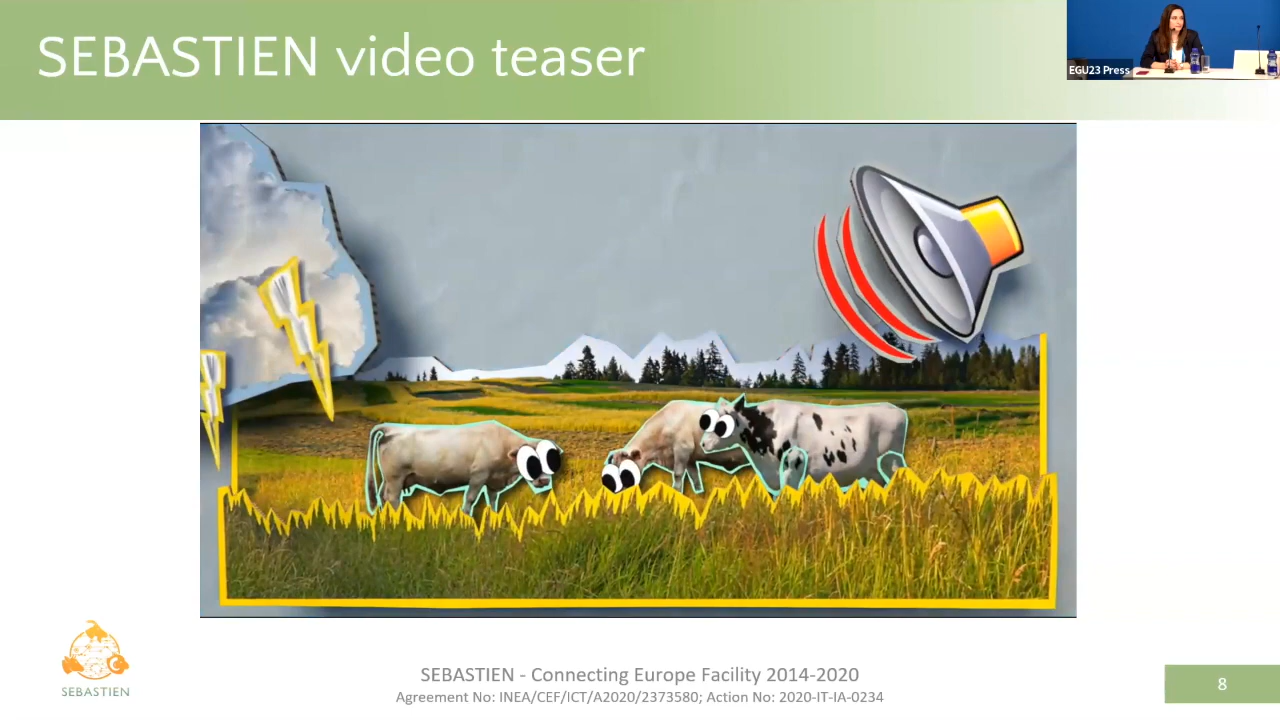 SEBASTIEN video teaser
EGU23 Press
SEBASTIEN
SEBASTIEN - Connecting Europe Facility 2014-2020
Agreement No: INEA/CEF/ICT/A2020/2373580; Action No: 2020-IT-IA-0234
8